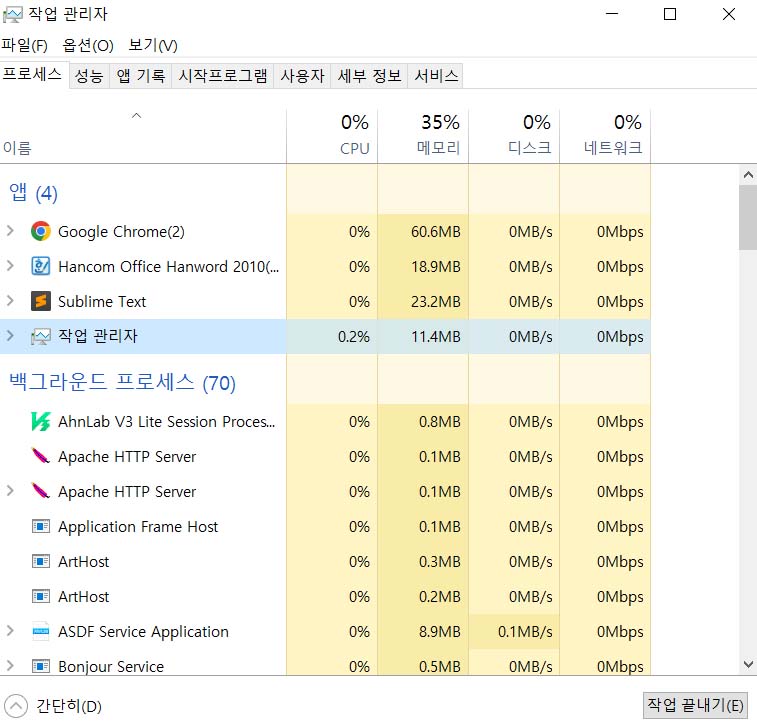 작업 관리자
파일(F) 옵션(O) 보기(V)
프로세스 성능 앱 기록 시작프로그램 사용자 세부 정보 서비스
0% 35% 0% 0%
이름 CPU 메모리 디스크 네트워크
앱 (4)
Google Chrome(2) 0% 60.6MB 0MB/s 0Mbps
Hancom Office Hanword 2010(... 0% 18.9MB 0MB/s 0Mbps
Sublime Text 0% 23.2MB 0MB/s 0Mbps
작업 관리자 0.2% 11.4MB 0MB/s 0Mbps
백그라운드 프로세스 (70)
AhnLab V3 Lite Session Proces... 0% 0.8MB 0MB/s 0Mbps
Apache HTTP Server 0% 0.1MB 0MB/s 0Mbps
Apache HTTP Server 0% 0.1MB 0MB/s 0Mbps
Application Frame Host 0% 0.1MB 0MB/s 0Mbps
ArtHost 0% 0.3MB 0MB/s 0Mbps
ArtHost 0% 0.2MB 0MB/s 0Mbps
ASDF Service Application 0% 8.9MB 0.1MB/s 0Mbps
Bonjour Service 0% 0.5MB 0MB/s 0Mbps
간단히(D) 작업 끝내기(E)